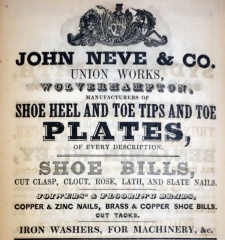 JOHN NEVE & CO.
UNION WORKS,
WOLVERHAMPTON,
MANUFACTURERS OF
SHOE HEEL AND TOE TIPS AND TOE
PLATES,
OF EVERY DESCRIPTION.
SHOE BILLS,
CUT CLASP, CLOUT, ROSE, LATH, AND SLATE NAILS.
JOINERS' & FLOORING BRADS,
COPPER & ZINC NAILS, BRASS & COPPER SHOE BILLS.
CUT TACKS.
IRON WASHERS, FOR MACHINERY, &c.